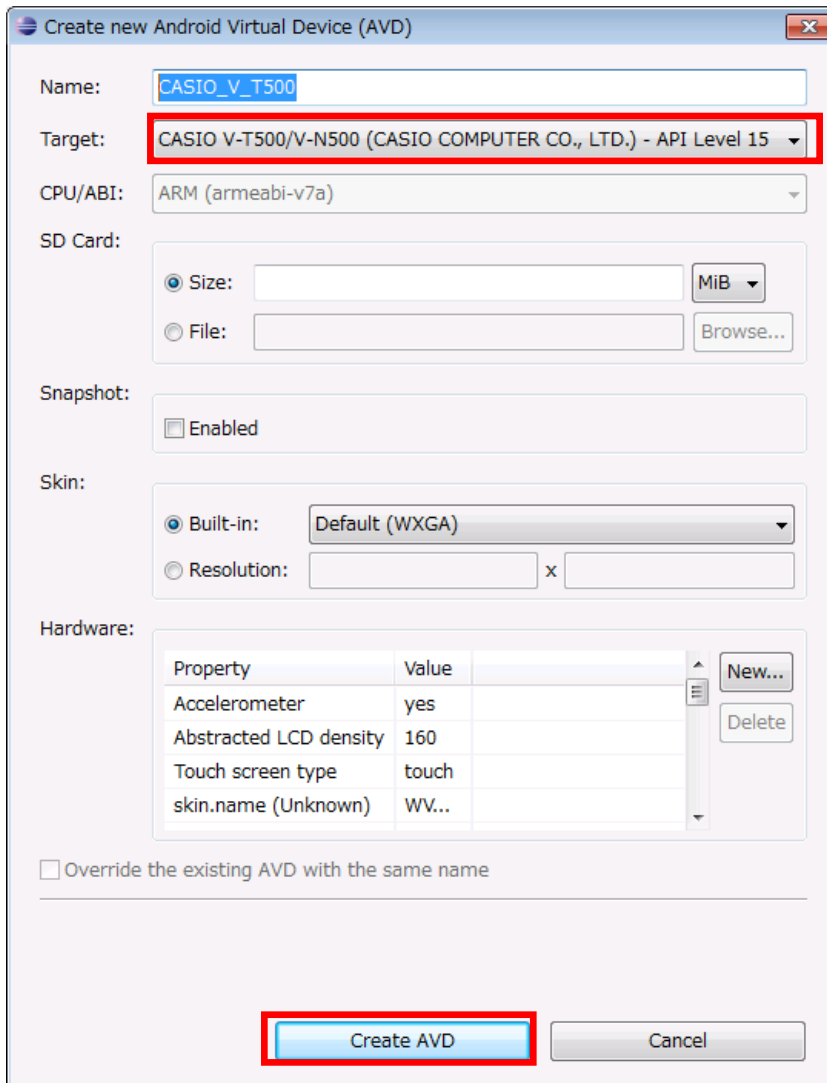 Create new Android Virtual Device (AVD)
Name: CASIO_V_T500
Target: CASIO V-T500/V-N500 (CASIO COMPUTER CO., LTD.) - API Level 15
CPU/ABI: ARM (armeabi-v7a)
SD Card:
Size: MiB
File: Browse...
Snapshot:
Enabled
Skin:
Built-in: Default (WXGA)
Resolution: x
Hardware:
Property Value New...
Accelerometer yes
Abstracted LCD density 160 Delete
Touch screen type touch
skin.name (Unknown) WV...
Override the existing AVD with the same name
Create AVD Cancel